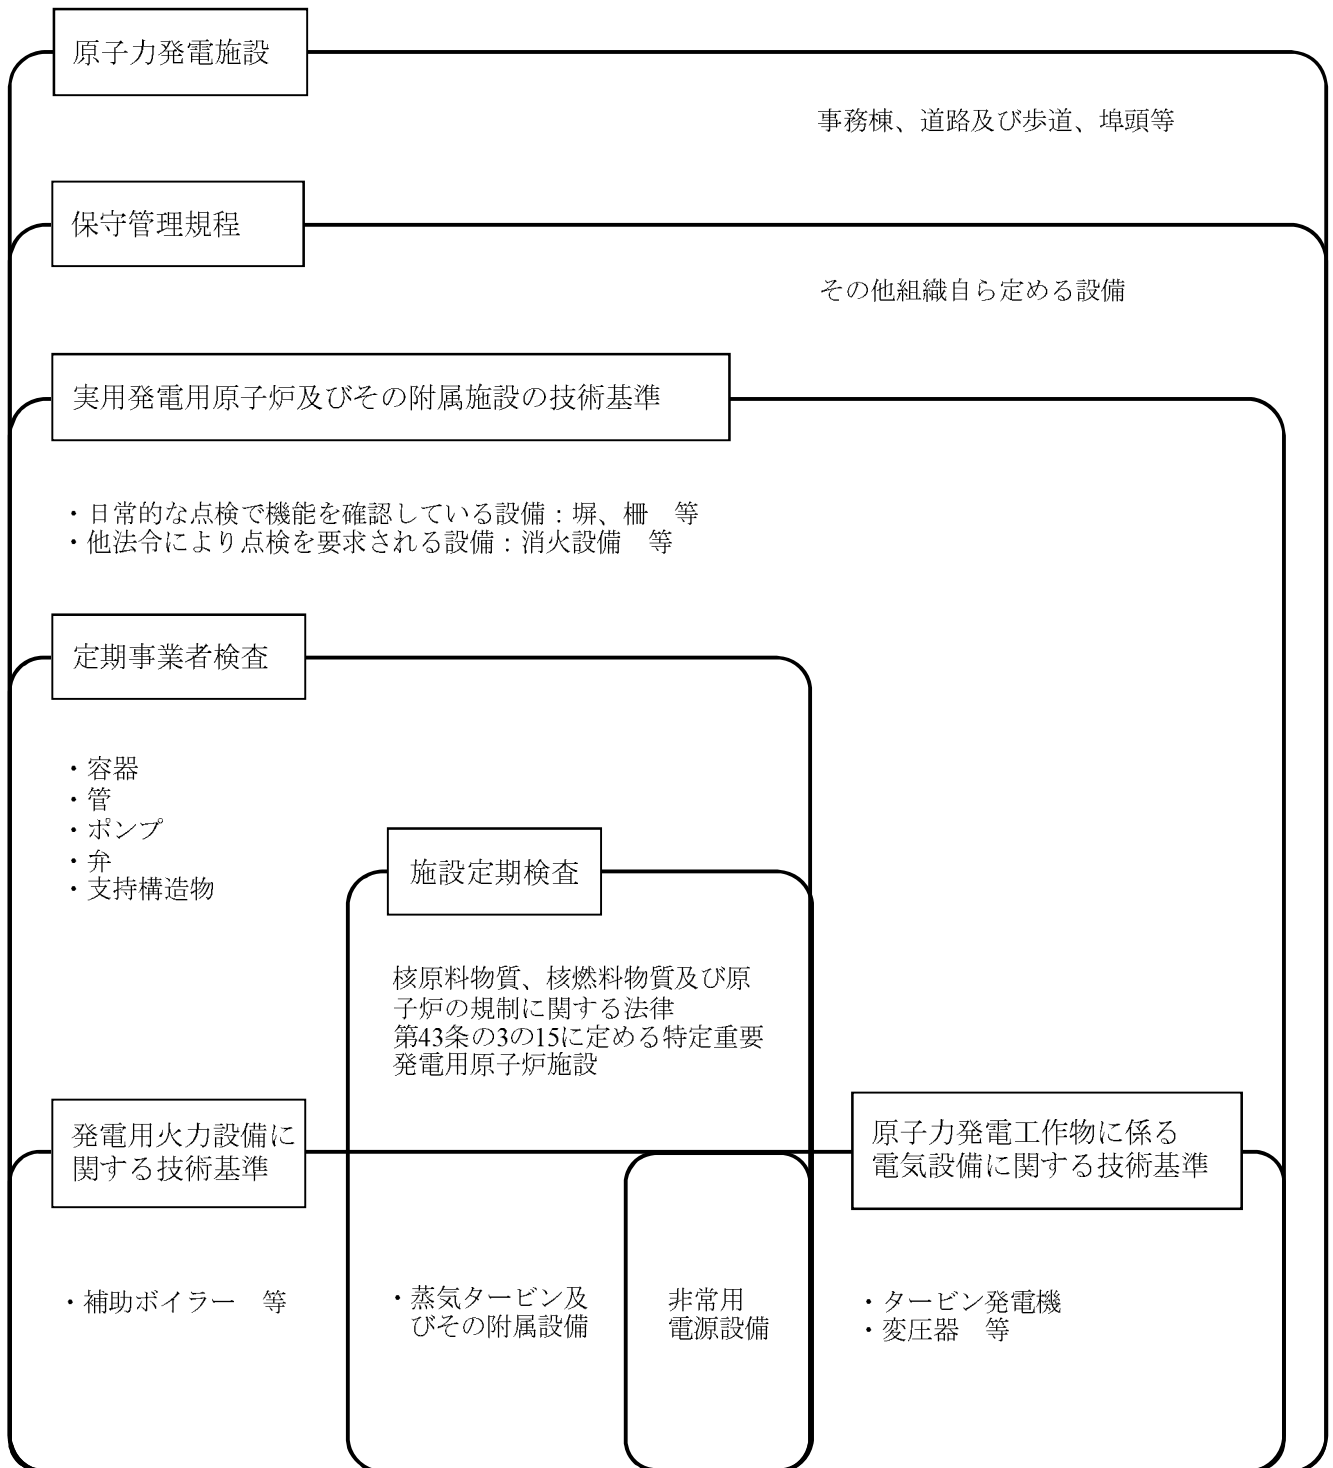 原子力発電施設
事務棟、道路及び歩道、埠頭等
保守管理規程
その他組織自ら定める設備
実用発電用原子炉及びその附属施設の技術基準
・日常的な点検で機能を確認している設備：塀、柵　等
・他法令により点検を要求される設備：消火設備　等
定期事業者検査
・容器
・管
・ポンプ
・弁
・支持構造物
施設定期検査
核原料物質、核燃料物質及び原
子炉の規制に関する法律
第43条の3の15に定める特定重要
発電用原子炉施設
発電用火力設備に
関する技術基準
原子力発電工作物に係る
電気設備に関する技術基準
・補助ボイラー　等
・蒸気タービン及
びその附属設備
非常用
電源設備
・タービン発電機
・変圧器　等